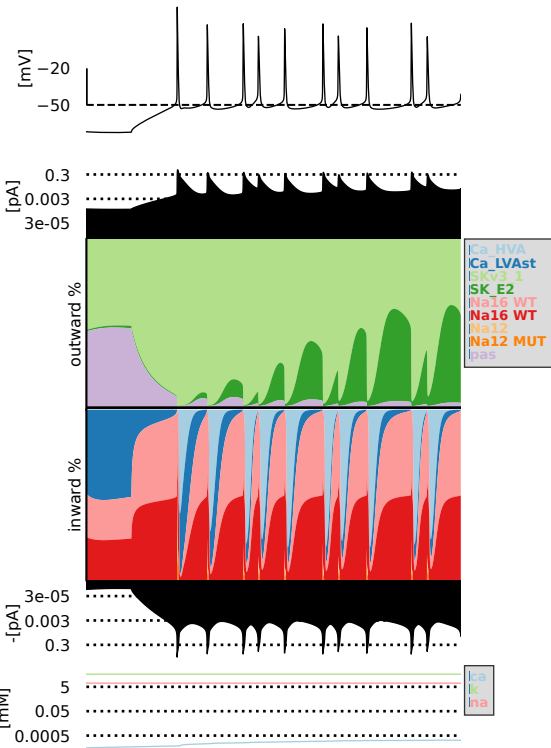 [mV]
−20
−50
[pA]
0.3
0.003
3e-05
outward %
Ca_HVA
Ca_LVAst
SKv3_1
SK_E2
Na16 WT
Na16 WT
Na12
Na12 MUT
pas
inward %
-[pA]
3e-05
0.003
0.3
[mM]
5
0.05
0.0005
ca
k
na